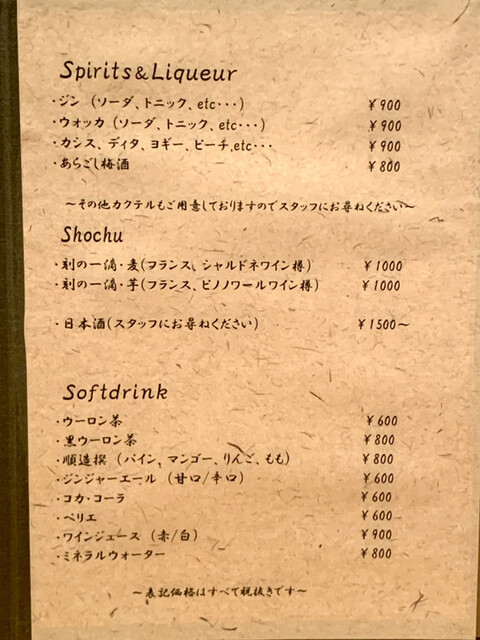 Spirits&Liqueur
・ジン（ソーダ、トニック、etc・・・） ¥900
・ウォッカ（ソーダ、トニック、etc・・・） ¥900
・カシス、ディタ、ヨギー、ピーチ,etc・・・ ¥900
・あらごし梅酒 ¥800
～その他カクテルもご用意しておりますのでスタッフにお尋ねください～
Shochu
・刻の一滴・麦(フランス、シャルドネワイン樽) ¥1000
・刻の一滴・芋(フランス、ピノノワールワイン樽) ¥1000
・日本酒(スタッフにお尋ねください) ¥1500～
Softdrink
・ウーロン茶 ¥600
・黒ウーロン茶 ¥800
・順造撰（パイン、マンゴー、りんご、もも） ¥800
・ジンジャーエール（甘口/辛口） ¥600
・コカ・コーラ ¥600
・ペリエ ¥600
・ワインジュース（赤/白） ¥900
・ミネラルウォーター ¥800
～表記価格はすべて税抜きです～